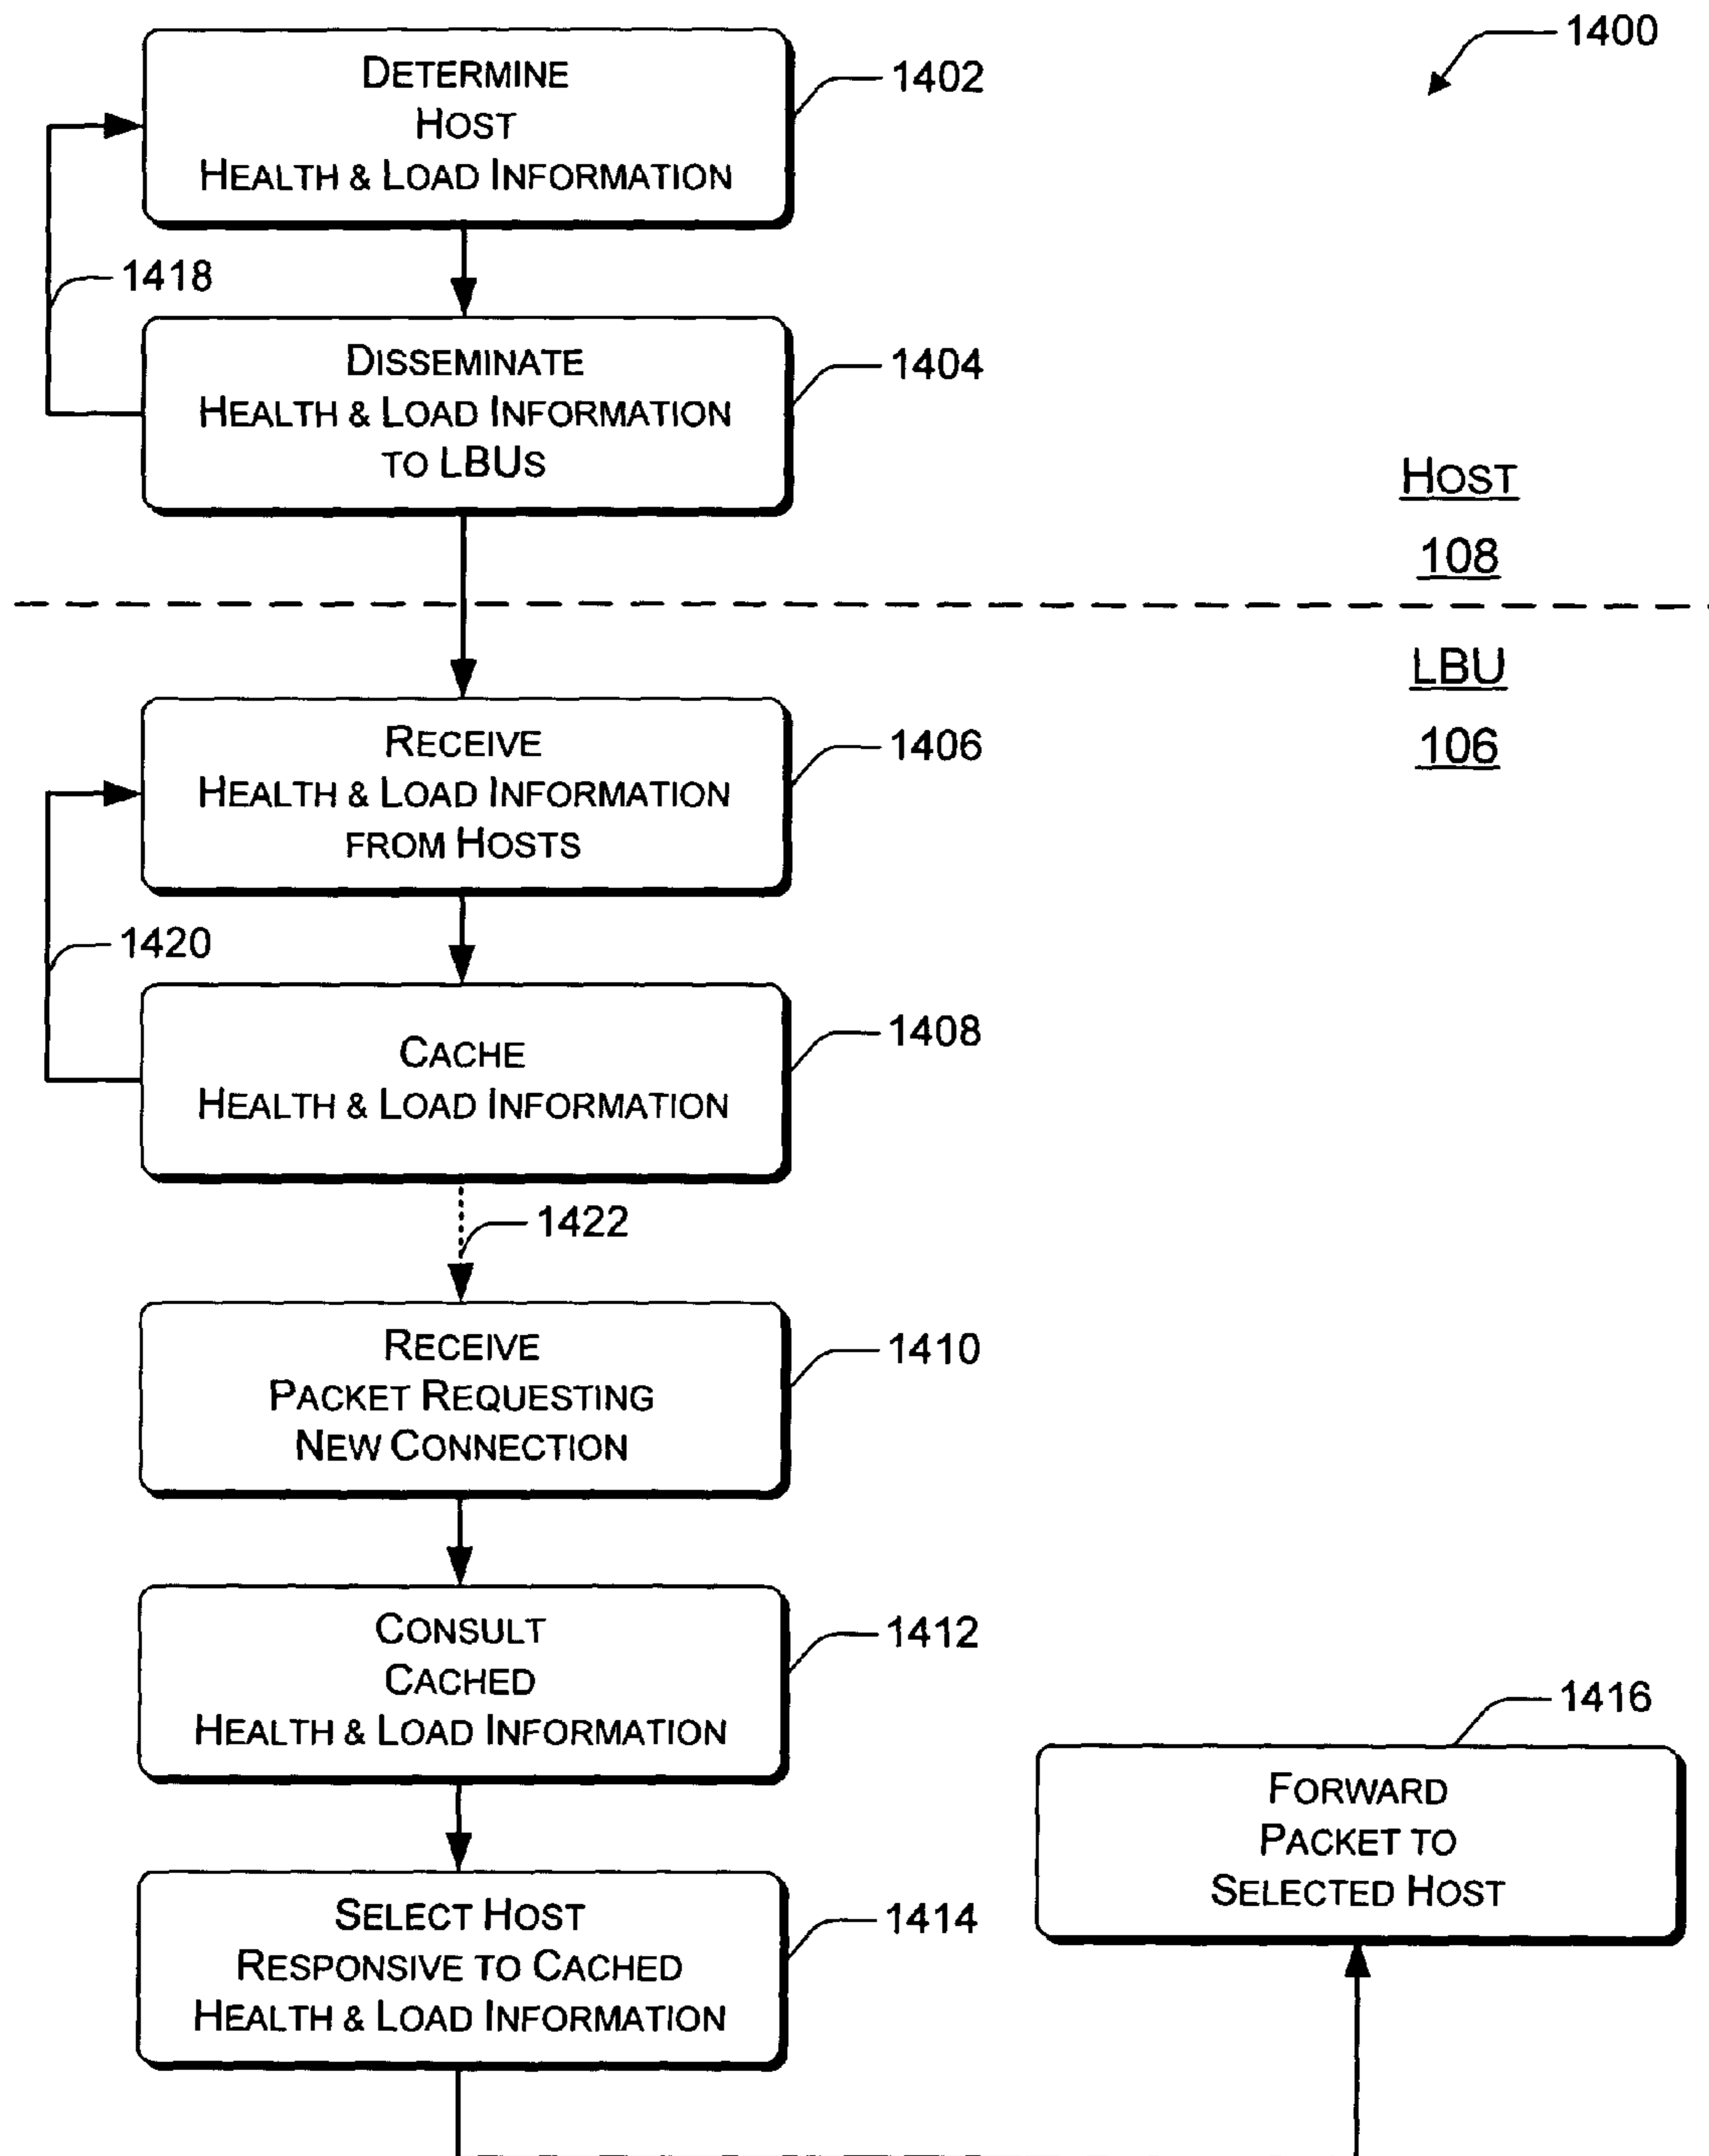 1400
DETERMINE
HOST
HEALTH & LOAD INFORMATION
1402
1418
DISSEMINATE
HEALTH & LOAD INFORMATION
TO LBUS
1404
HOST
108
LBU
106
RECEIVE
HEALTH & LOAD INFORMATION
FROM HOSTS
1406
1420
CACHE
HEALTH & LOAD INFORMATION
1408
1422
RECEIVE
PACKET REQUESTING
NEW CONNECTION
1410
CONSULT
CACHED
HEALTH & LOAD INFORMATION
1412
SELECT HOST
RESPONSIVE TO CACHED
HEALTH & LOAD INFORMATION
1414
1416
FORWARD
PACKET TO
SELECTED HOST